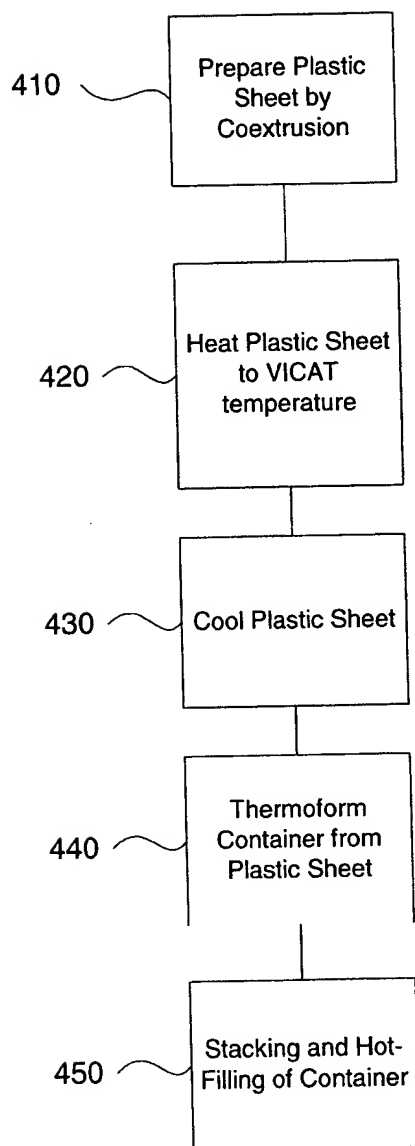 410
Prepare Plastic
Sheet by
Coextrusion
420
Heat Plastic Sheet
to VICAT
temperature
430
Cool Plastic Sheet
440
Thermoform
Container from
Plastic Sheet
450
Stacking and Hot-
Filling of Container